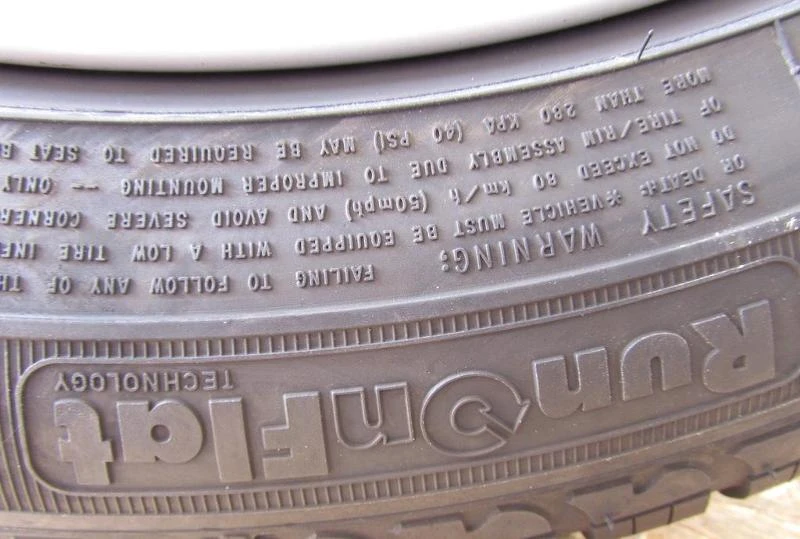 RunOnFlat
TECHNOLOGY
SAFETY WARNING: FAILING TO FOLLOW ANY OF TH
OR DEATH: *VEHICLE MUST BE EQUIPPED WITH A LOW TIRE INF
DO NOT EXCEED 80 km/h (50mph) AND AVOID SEVERE CORNER
OF TIRE/RIM ASSEMBLY DUE TO IMPROPER MOUNTING -- ONLY
MORE THAN 280 KPA (40 PSI) MAY BE REQUIRED TO SEAT B